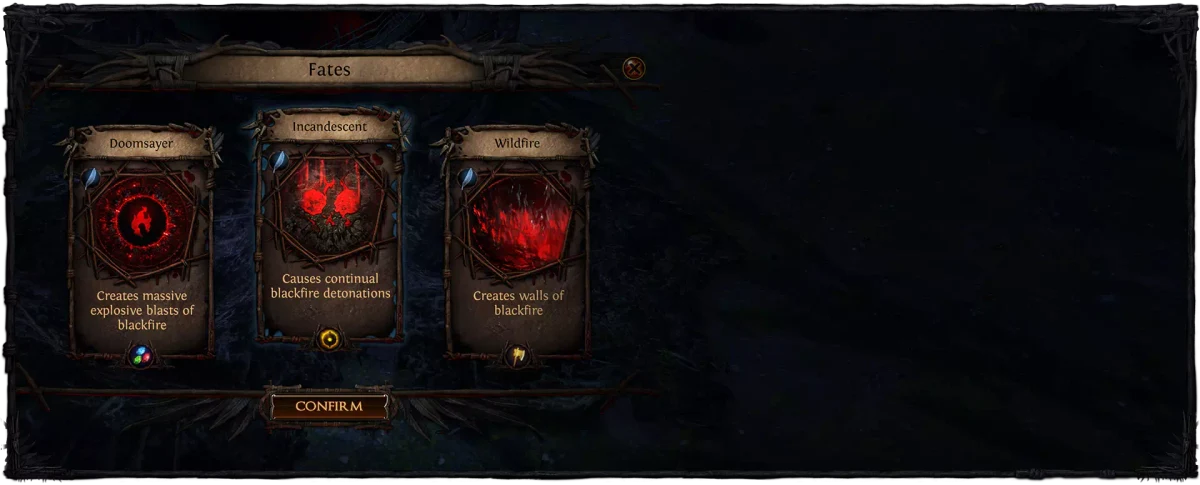 Fates
Doomsayer
Creates massive
explosive blasts of
blackfire
Incandescent
Causes continual
blackfire detonations
Wildfire
Creates walls of
blackfire
CONFIRM